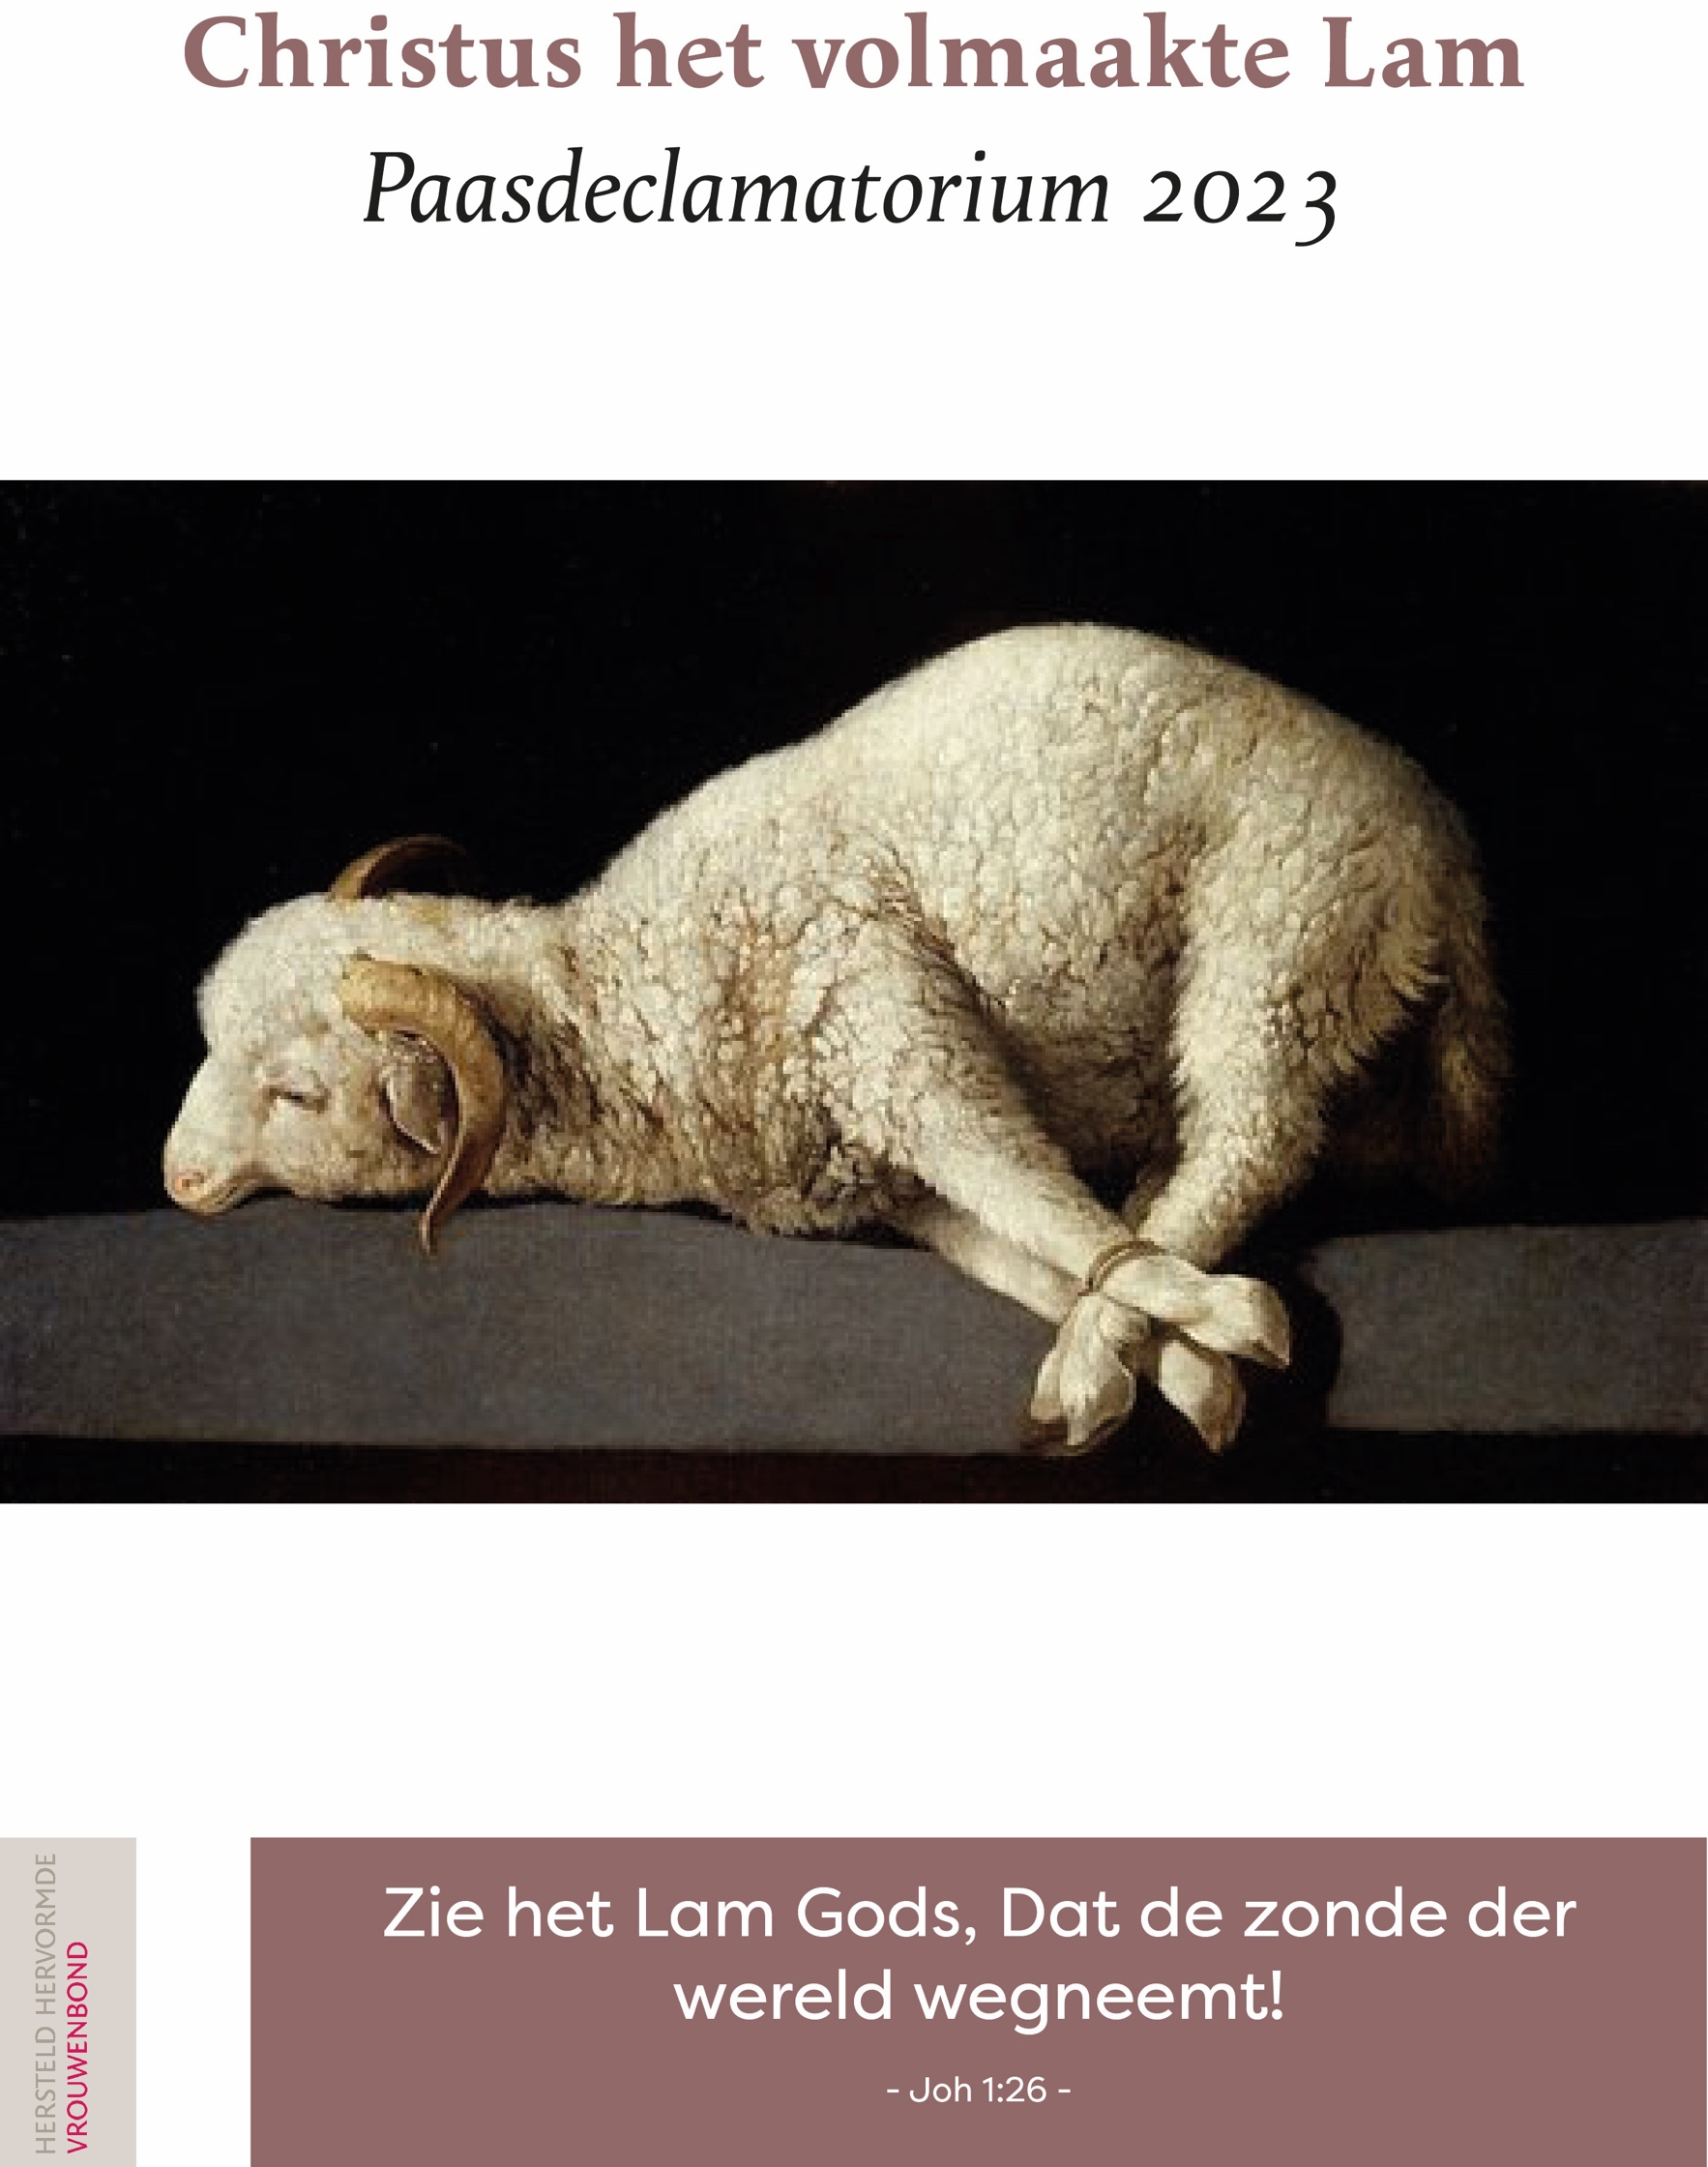 Christus het volmaakte Lam
Paasdeclamatorium 2023
HERSTELD HERVORMDE
VROUWENBOND
Zie het Lam Gods, Dat de zonde der
wereld wegneemt!
- Joh 1:26 -